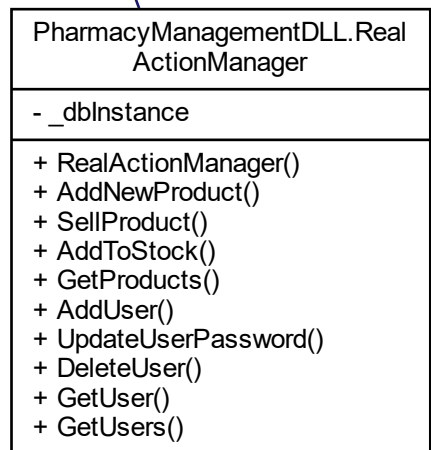 PharmacyManagementDLL.Real
ActionManager
- _dbInstance
+ RealActionManager()
+ AddNewProduct()
+ SellProduct()
+ AddToStock()
+ GetProducts()
+ AddUser()
+ UpdateUserPassword()
+ DeleteUser()
+ GetUser()
+ GetUsers()